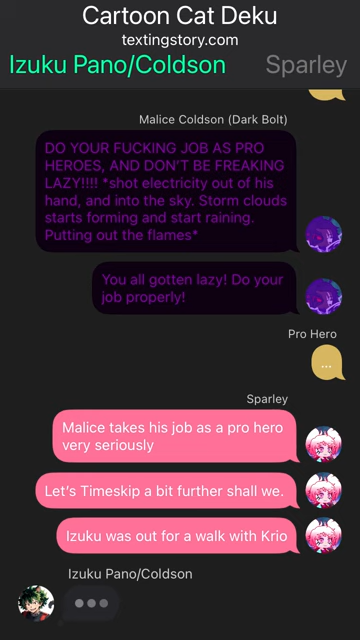 Cartoon Cat Deku
textingstory.com
Izuku Pano/Coldson
Sparley
Malice Coldson (Dark Bolt)
DO YOUR FUCKING JOB AS PRO
HEROES, AND DON'T BE FREAKING
LAZY!!!! *shot electricity out of his
hand, and into the sky. Storm clouds
starts forming and start raining.
Putting out the flames*
You all gotten lazy! Do your
job properly!
Pro Hero
...
Sparley
Malice takes his job as a pro hero
very seriously
Let's Timeskip a bit further shall we.
Izuku was out for a walk with Krio
Izuku Pano/Coldson